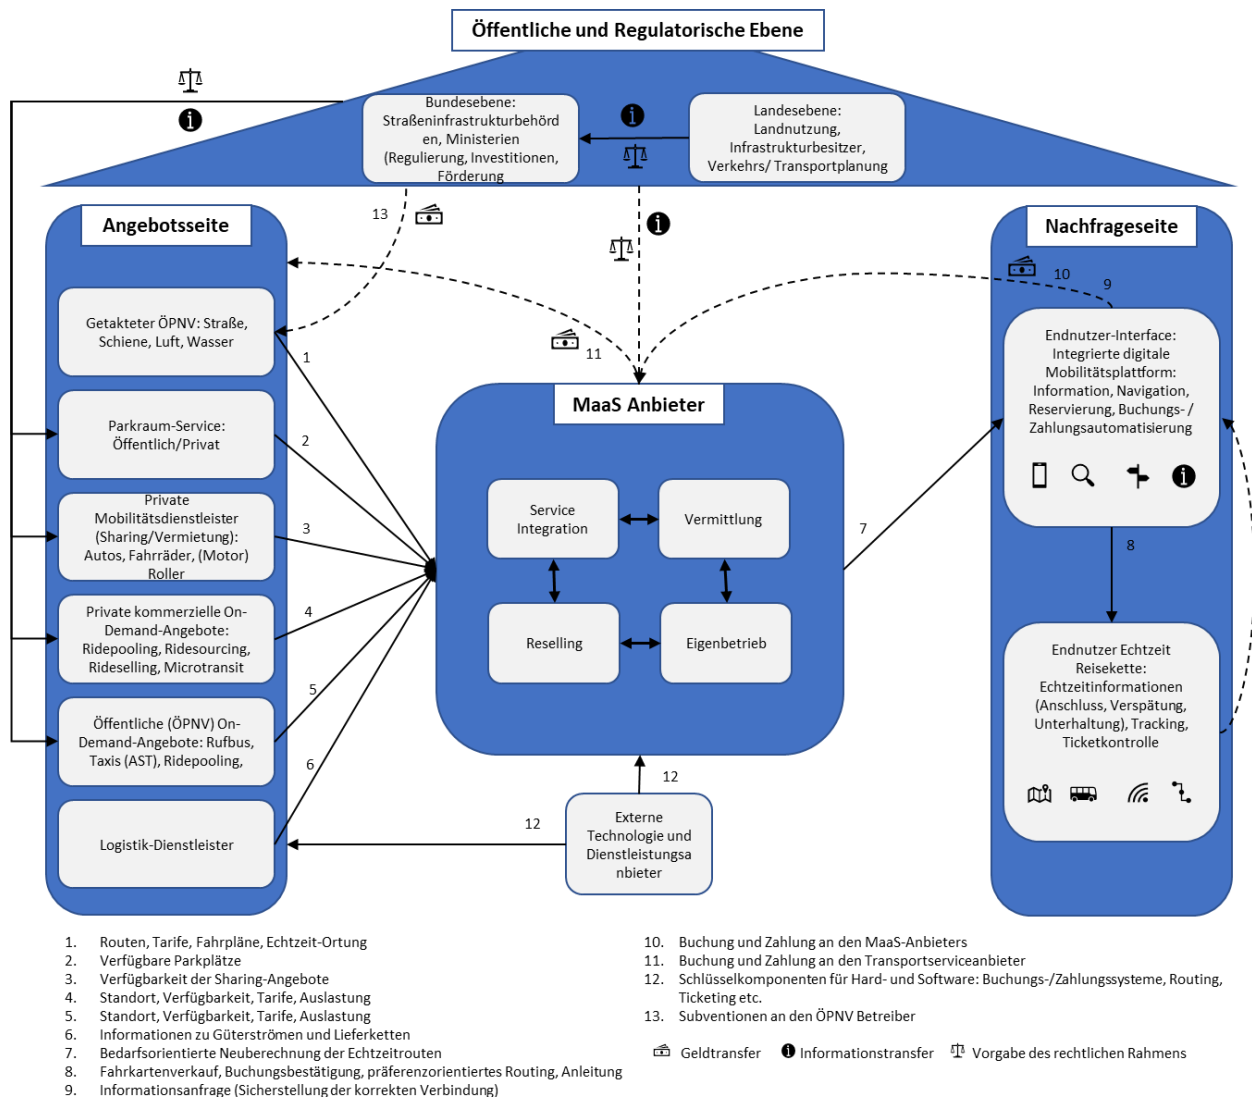 Öffentliche und Regulatorische Ebene
Bundesebene:
Straßeninfrastrukturbehörd
en, Ministerien
(Regulierung, Investitionen,
Förderung
Landesebene:
Landnutzung,
Infrastrukturbesitzer,
Verkehrs/ Transportplanung
Angebotsseite
13
Getakteter ÖPNV: Straße,
Schiene, Luft, Wasser
1
Parkraum-Service:
Öffentlich/Privat
2
Private
Mobilitätsdienstleister
(Sharing/Vermietung):
Autos, Fahrräder, (Motor)
Roller
3
Private kommerzielle On-
Demand-Angebote:
Ridepooling, Ridesourcing,
Rideselling, Microtransit
4
Öffentliche (ÖPNV) On-
Demand-Angebote: Rufbus,
Taxis (AST), Ridepooling,
5
Logistik-Dienstleister
6
11
MaaS Anbieter
Service
Integration
Vermittlung
Reselling
Eigenbetrieb
7
12
12
Externe
Technologie und
Dienstleistungsa
nbieter
Nachfrageseite
10
9
Endnutzer-Interface:
Integrierte digitale
Mobilitätsplattform:
Information, Navigation,
Reservierung, Buchungs-/
Zahlungsautomatisierung
8
Endnutzer Echtzeit
Reisekette:
Echtzeitinformationen
(Anschluss, Verspätung,
Unterhaltung), Tracking,
Ticketkontrolle
1. Routen, Tarife, Fahrpläne, Echtzeit-Ortung
2. Verfügbare Parkplätze
3. Verfügbarkeit der Sharing-Angebote
4. Standort, Verfügbarkeit, Tarife, Auslastung
5. Standort, Verfügbarkeit, Tarife, Auslastung
6. Informationen zu Güterströmen und Lieferketten
7. Bedarfsorientierte Neuberechnung der Echtzeitrouten
8. Fahrkartenverkauf, Buchungsbestätigung, präferenzorientiertes Routing, Anleitung
9. Informationsanfrage (Sicherstellung der korrekten Verbindung)
10. Buchung und Zahlung an den MaaS-Anbieters
11. Buchung und Zahlung an den Transportserviceanbieter
12. Schlüsselkomponenten für Hard- und Software: Buchungs-/Zahlungssysteme, Routing,
Ticketing etc.
13. Subventionen an den ÖPNV Betreiber
Geldtransfer Informationstransfer Vorgabe des rechtlichen Rahmens